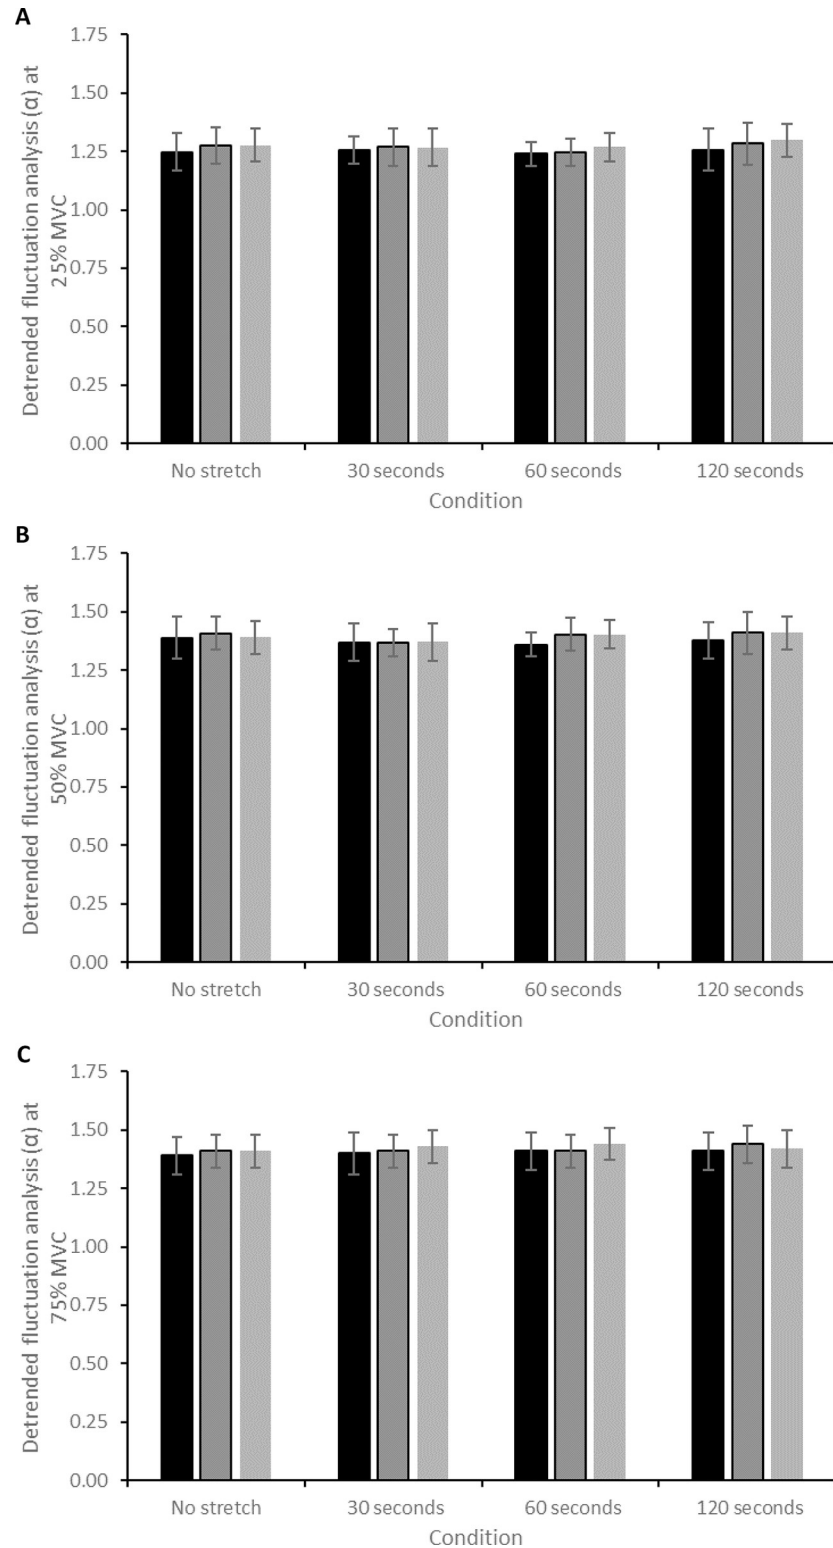 A
Detrended fluctuation analysis (α) at
25% MVC
1.75
1.50
1.25
1.00
0.75
0.50
0.25
0.00
No stretch 30 seconds 60 seconds 120 seconds
Condition
B
Detrended fluctuation analysis (α) at
50% MVC
1.75
1.50
1.25
1.00
0.75
0.50
0.25
0.00
No stretch 30 seconds 60 seconds 120 seconds
Condition
C
Detrended fluctuation analysis (α) at
75% MVC
1.75
1.50
1.25
1.00
0.75
0.50
0.25
0.00
No stretch 30 seconds 60 seconds 120 seconds
Condition